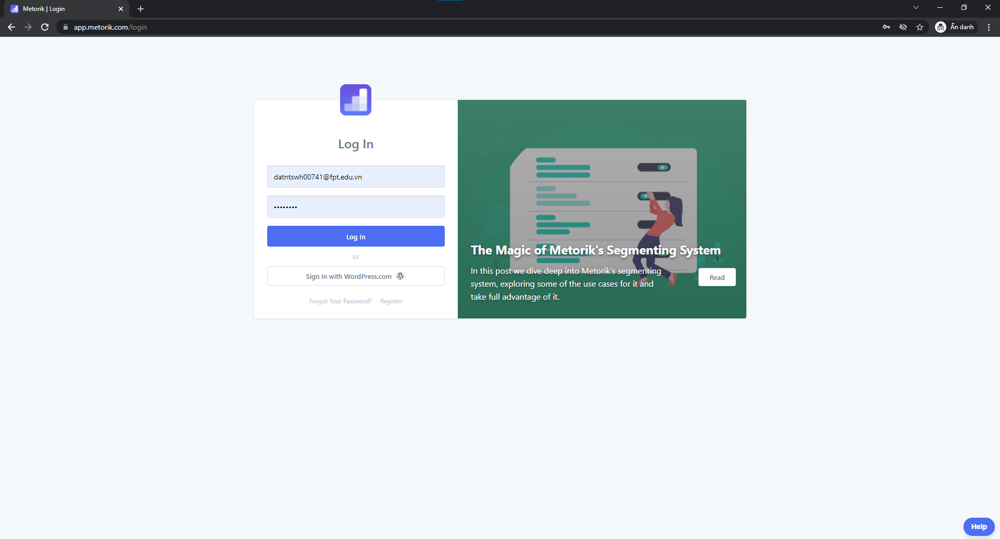 Metorik | Login
app.metorik.com/login
Ẩn danh
Log In
datntswh00741@fpt.edu.vn
••••••••
Log In
or
Sign in with WordPress.com
Forgot Your Password? · Register
The Magic of Metorik's Segmenting System
In this post we dive deep into Metorik's segmenting
system, exploring some of the use cases for it and
take full advantage of it.
Read
Help